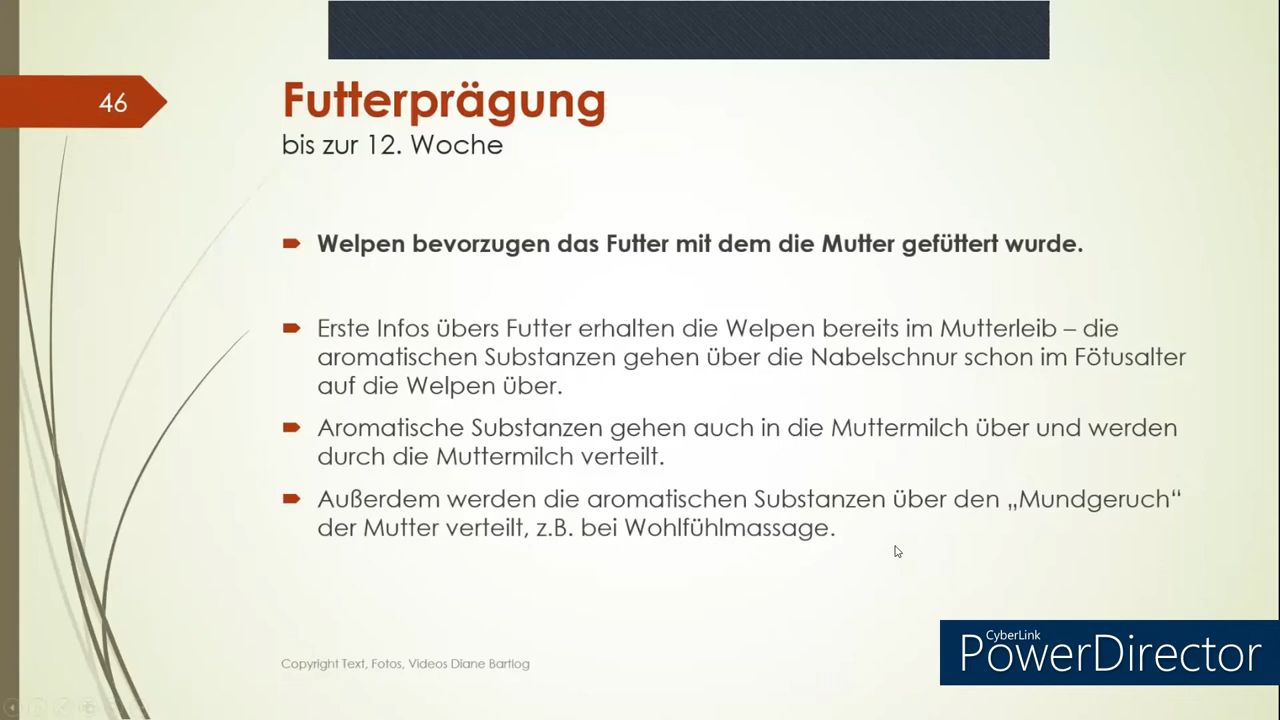 46
Futterprägung
bis zur 12. Woche
Welpen bevorzugen das Futter mit dem die Mutter gefüttert wurde.
Erste Infos übers Futter erhalten die Welpen bereits im Mutterleib – die
aromatischen Substanzen gehen über die Nabelschnur schon im Fötusalter
auf die Welpen über.
Aromatische Substanzen gehen auch in die Muttermilch über und werden
durch die Muttermilch verteilt.
Außerdem werden die aromatischen Substanzen über den „Mundgeruch“
der Mutter verteilt, z.B. bei Wohlfühlmassage.
Copyright Text, Fotos, Videos Diane Bartlog
CyberLink
PowerDirector